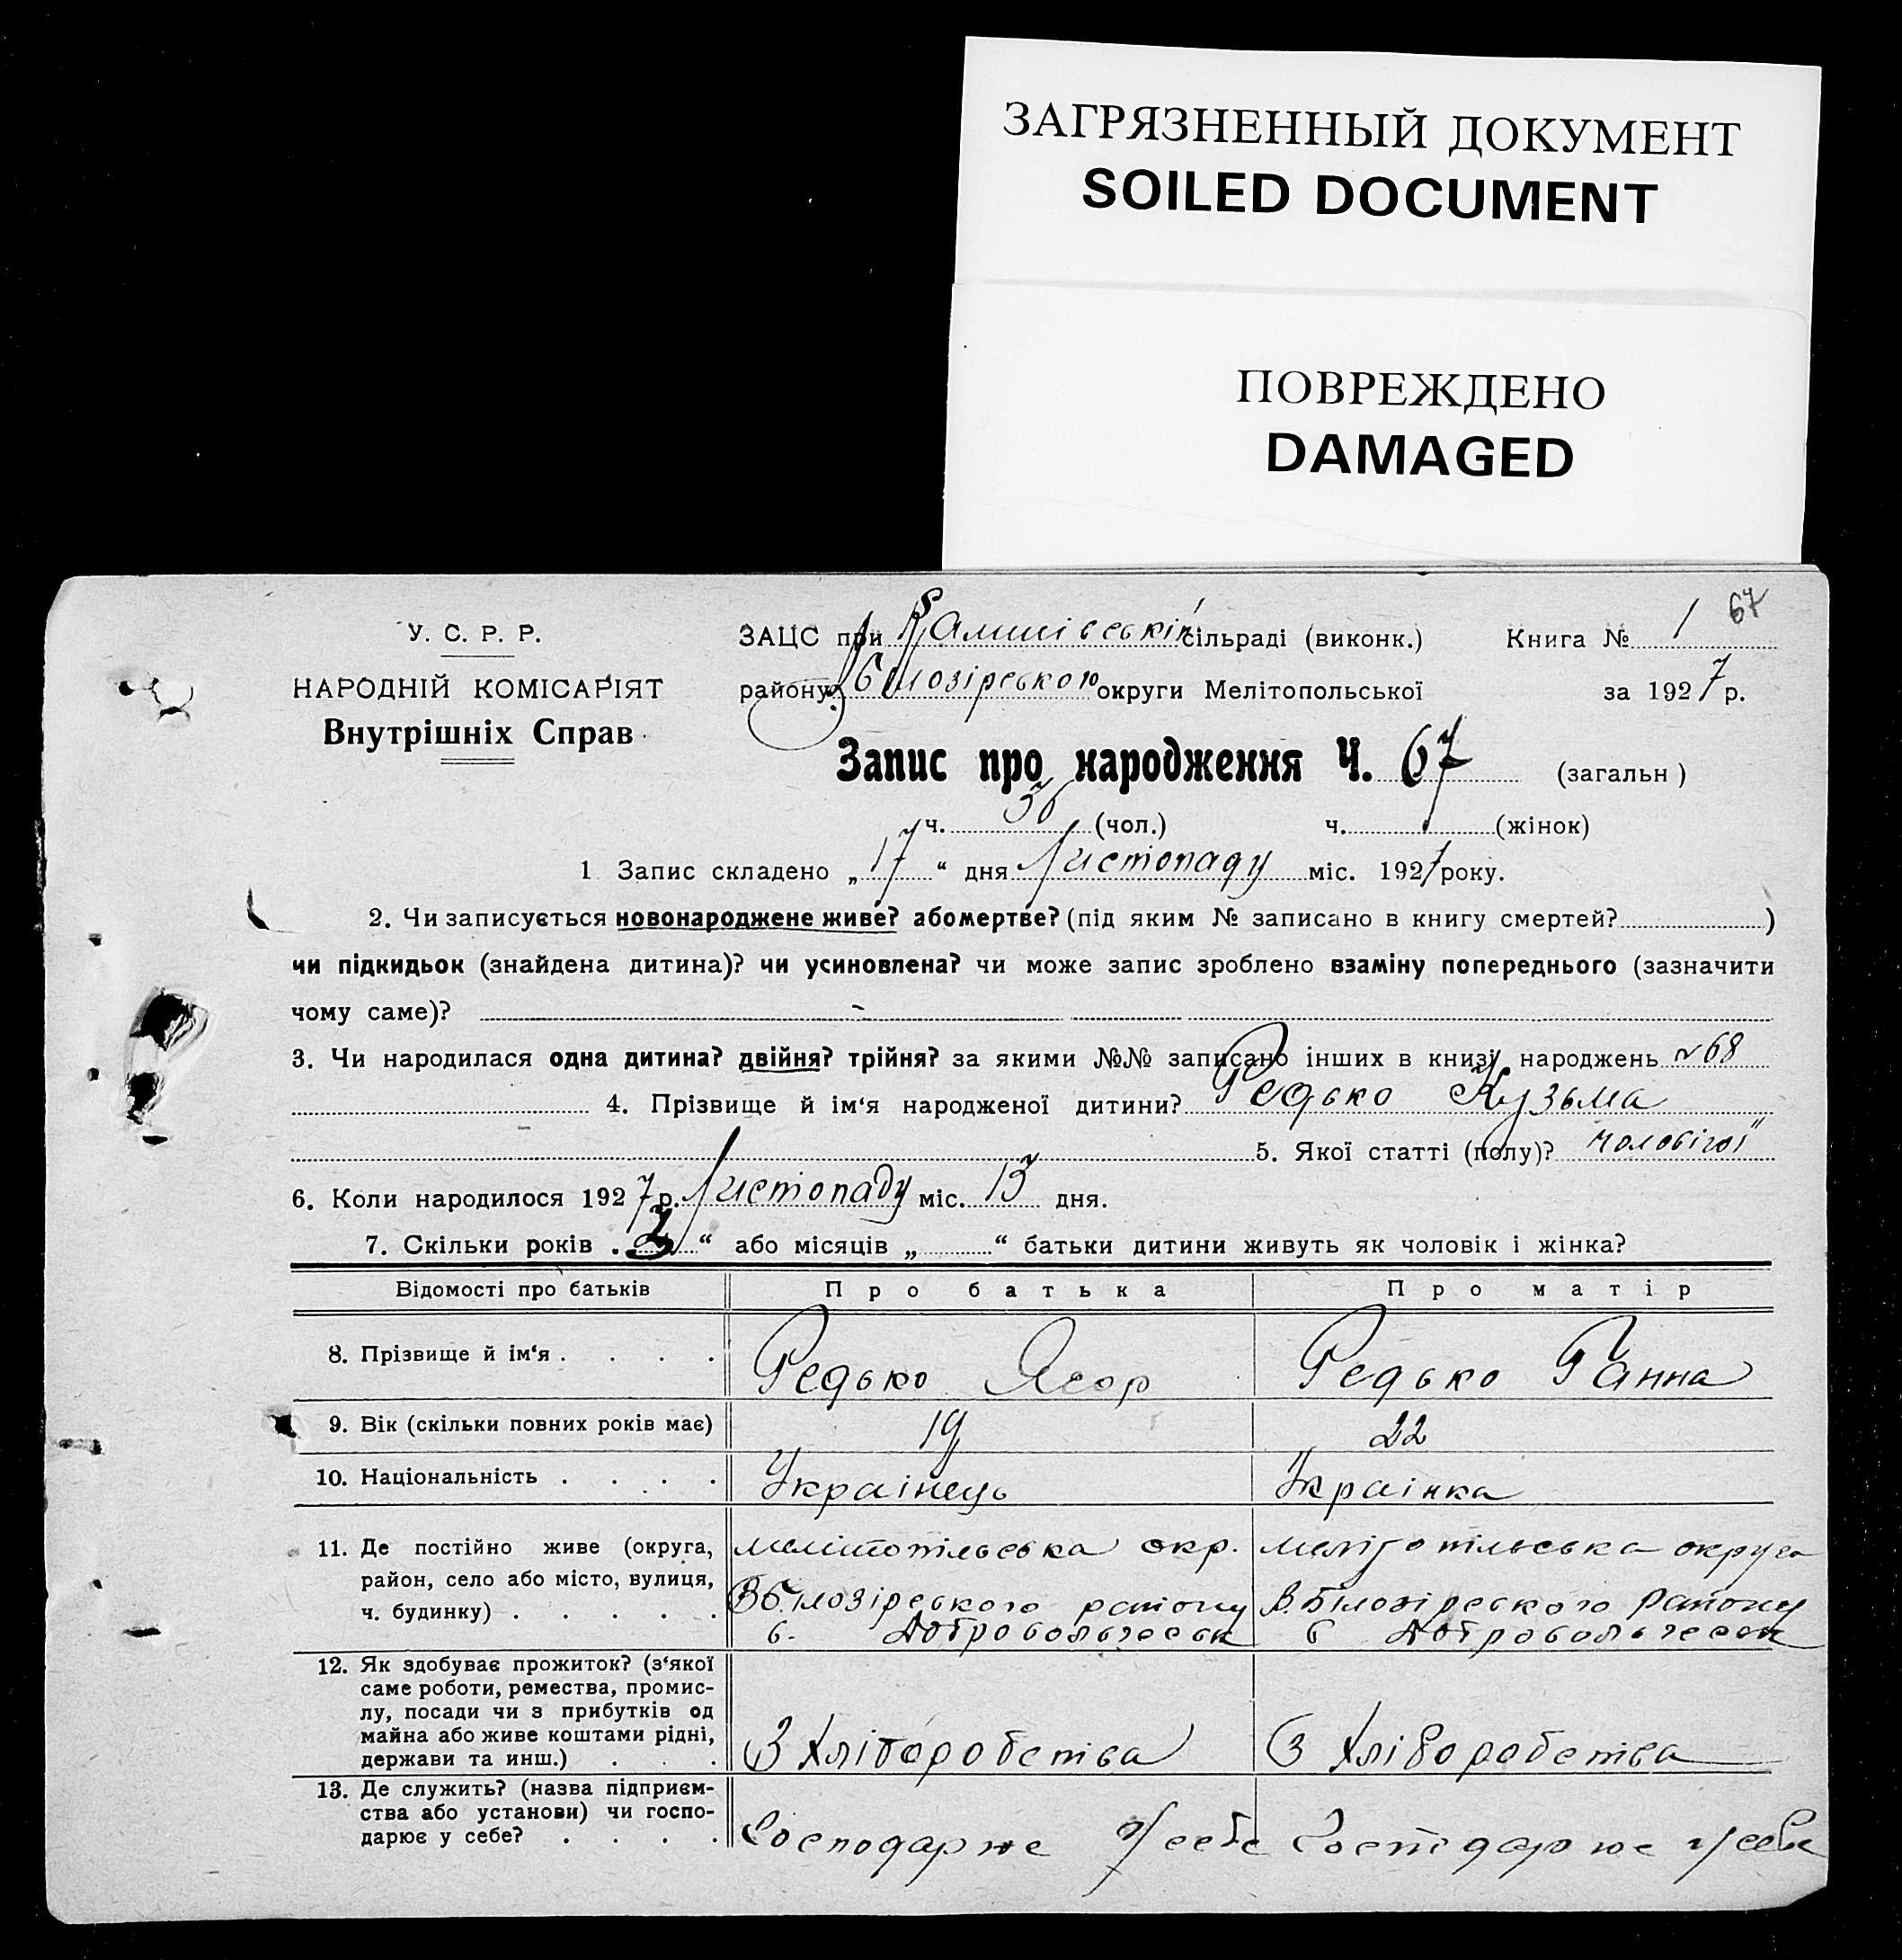 ЗАГРЯЗНЕННЫЙ ДОКУМЕНТ
SOILED DOCUMENT
ПОВРЕЖДЕНО
DAMAGED
У. С. Р. Р.
НАРОДНІЙ КОМІСАРІЯТ
Внутрішніх Справ
ЗАЦС при сільраді (виконк.) Книга № 1 67
району округи Мелітопольської за 1927 р.
Запис про народження Ч. 67 (загальн)
ч. 36 (чол.) ч. (жінок)
1 Запис складено „17“ дня Листопаду міс. 1927 року.
2. Чи записується новонароджене живе? або мертве? (під яким № записано в книгу смертей? )
чи підкидьок (знайдена дитина)? чи усиновлена? чи може запис зроблено взаміну попереднього (зазначити
чому саме)? -
3. Чи народилася одна дитина? двійня? трійня? за якими №№ записано інших в книзі народжень №68
4. Прізвище й ім‘я народженої дитини? Редько Кузьма
5. Якої статті (полу)? чоловічої
6. Коли народилося 1927 р. Листопаду міс. 13 дня.
7. Скільки років „ “ або місяців „ “ батьки дитини живуть як чоловік і жінка?
Відомості про батьків Про батька Про матір
8. Прізвище й ім‘я . . . . Редько Ягор Редько Ганна
9. Вік (скільки повних років має) 19 22
10. Національність . . . . Украінець Украінка
11. Де постійно живе (округа, мелітопільська окр. мелітопільська округа
район, село або місто, вулиця, В Білозірського району В. Білозірського району
ч. будинку) . . . . .
12. Як здобуває прожиток? (з‘якої
саме роботи, ремества, промис-
лу, посади чи з прибутків од
майна або живе коштами рідні,
держави та инш.) . . . З хліборобства З хліборобства
13. Де служить? (назва підприєм-
ства або установи) чи госпо-
дарює у себе? . . . . Господарює у себе Господарює у себе